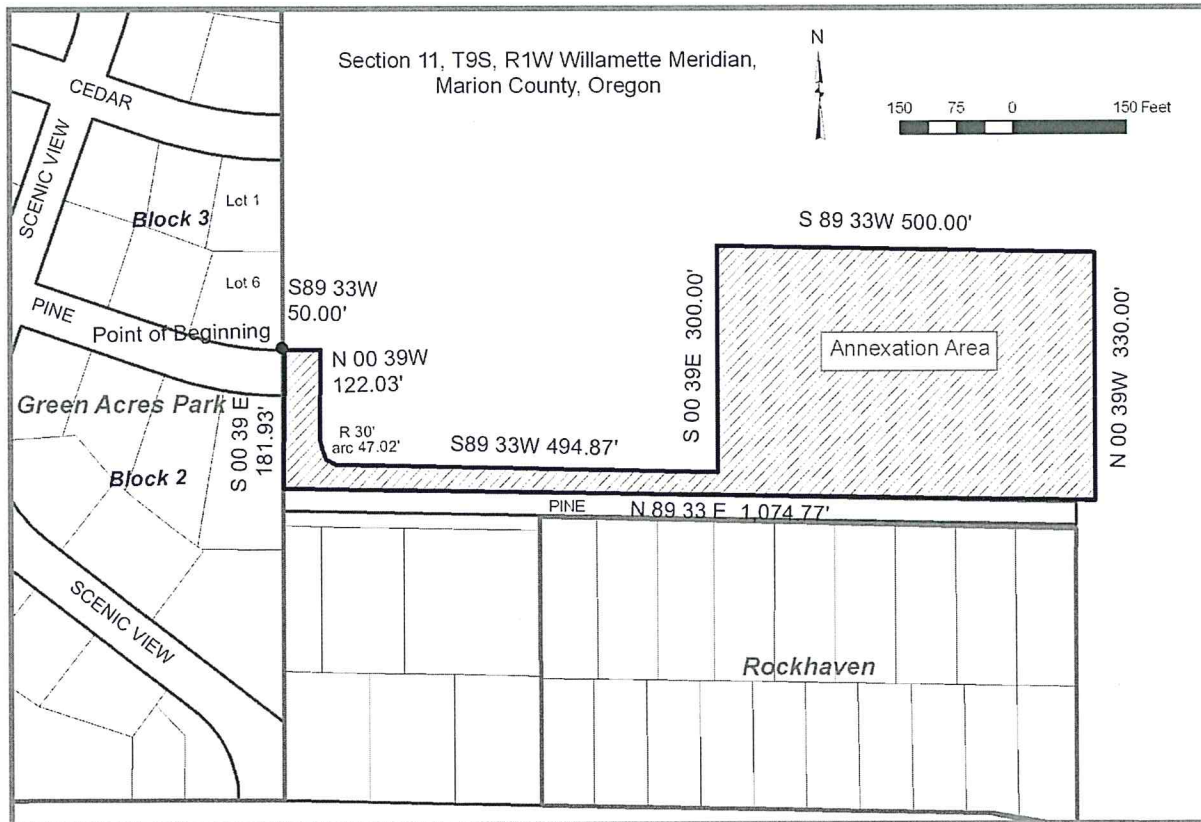 Section 11, T9S, R1W Willamette Meridian,
Marion County, Oregon
N
150 75 0 150 Feet
CEDAR
SCENIC VIEW
Block 3
Lot 1
Lot 6
PINE
Point of Beginning
S89 33W
50.00'
N 00 39W
122.03'
R 30'
arc 47.02'
S89 33W 494.87'
S 00 39E 300.00'
S 89 33W 500.00'
Annexation Area
N 00 39W 330.00'
Green Acres Park
S 00 39 E
181.93'
Block 2
PINE
N 89 33 E 1,074.77'
SCENIC VIEW
Rockhaven